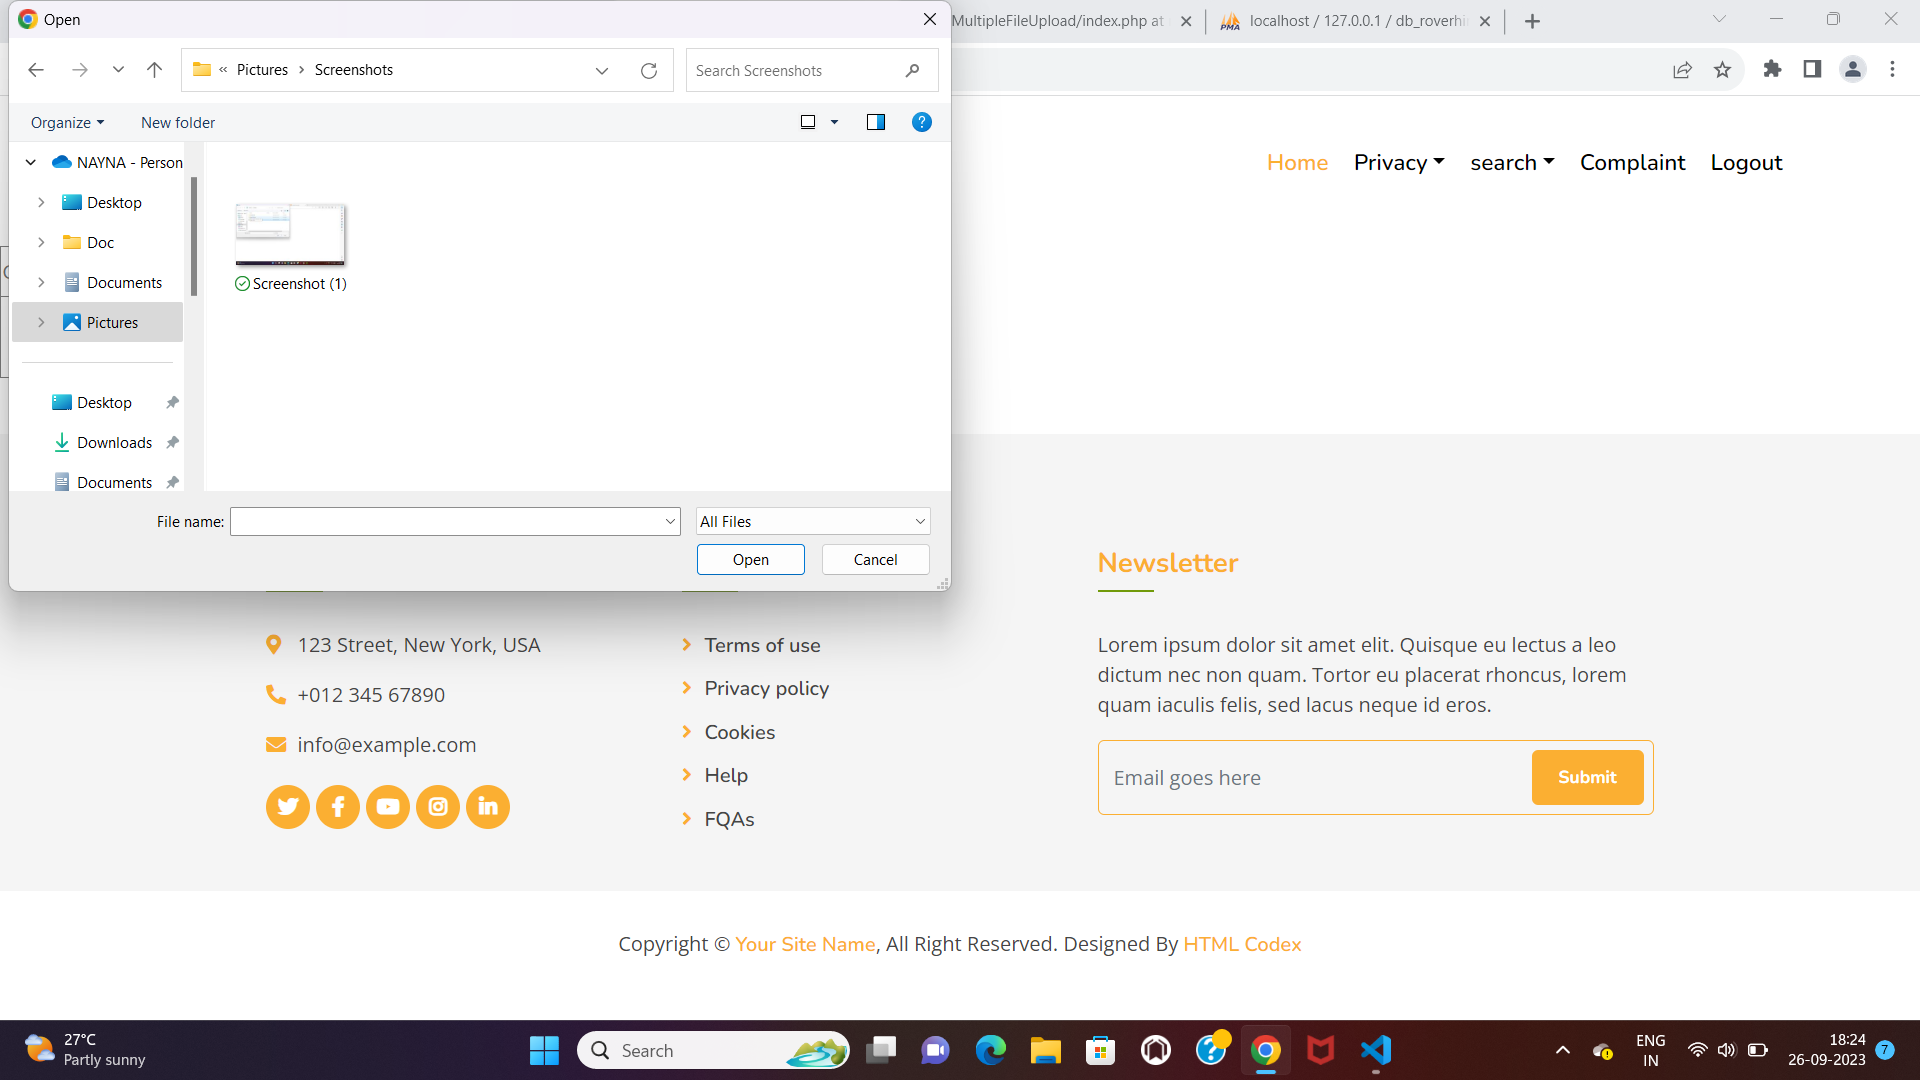 Open
MultipleFileUpload/index.php at
localhost / 127.0.0.1 / db_roverhi
Pictures
Screenshots
Search Screenshots
Organize
New folder
NAYNA - Person
Desktop
Doc
Documents
Pictures
Desktop
Downloads
Documents
Screenshot (1)
File name:
All Files
Open
Cancel
Home
Privacy
search
Complaint
Logout
123 Street, New York, USA
+012 345 67890
info@example.com
Terms of use
Privacy policy
Cookies
Help
FQAs
Newsletter
Lorem ipsum dolor sit amet elit. Quisque eu lectus a leo
dictum nec non quam. Tortor eu placerat rhoncus, lorem
quam iaculis felis, sed lacus neque id eros.
Email goes here
Submit
Copyright © Your Site Name, All Right Reserved. Designed By HTML Codex
27°C
Partly sunny
Search
ENG
IN
18:24
26-09-2023
7